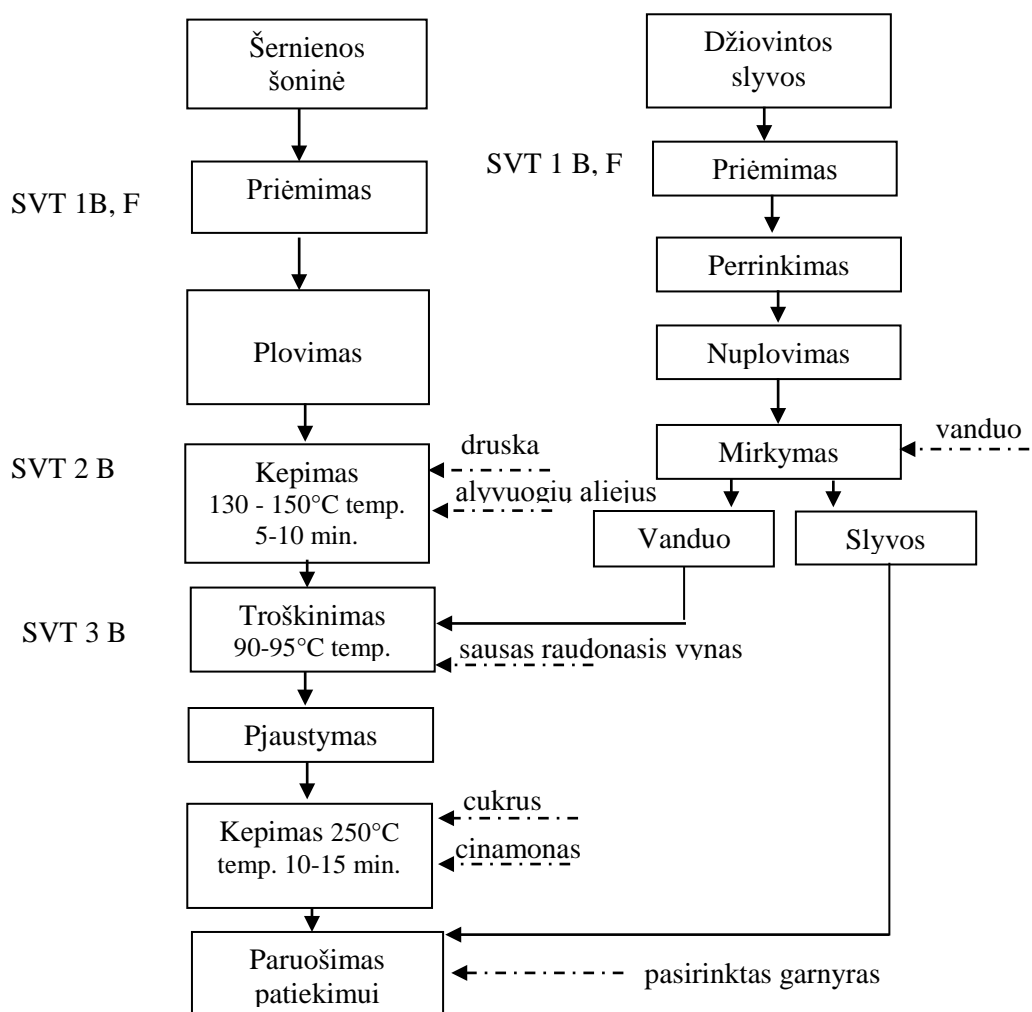 Šernienos
šoninė
Džiovintos
slyvos
SVT 1B, F
Priėmimas
SVT 1 B, F
Priėmimas
Perrinkimas
Plovimas
Nuplovimas
SVT 2 B
Kepimas
130 - 150°C temp.
5-10 min.
druska
alyvuogių aliejus
Mirkymas
vanduo
Vanduo
Slyvos
SVT 3 B
Troškinimas
90-95°C temp.
sausas raudonasis vynas
Pjaustymas
Kepimas 250°C
temp. 10-15 min.
cukrus
cinamonas
Paruošimas
patiekimui
pasirinktas garnyras